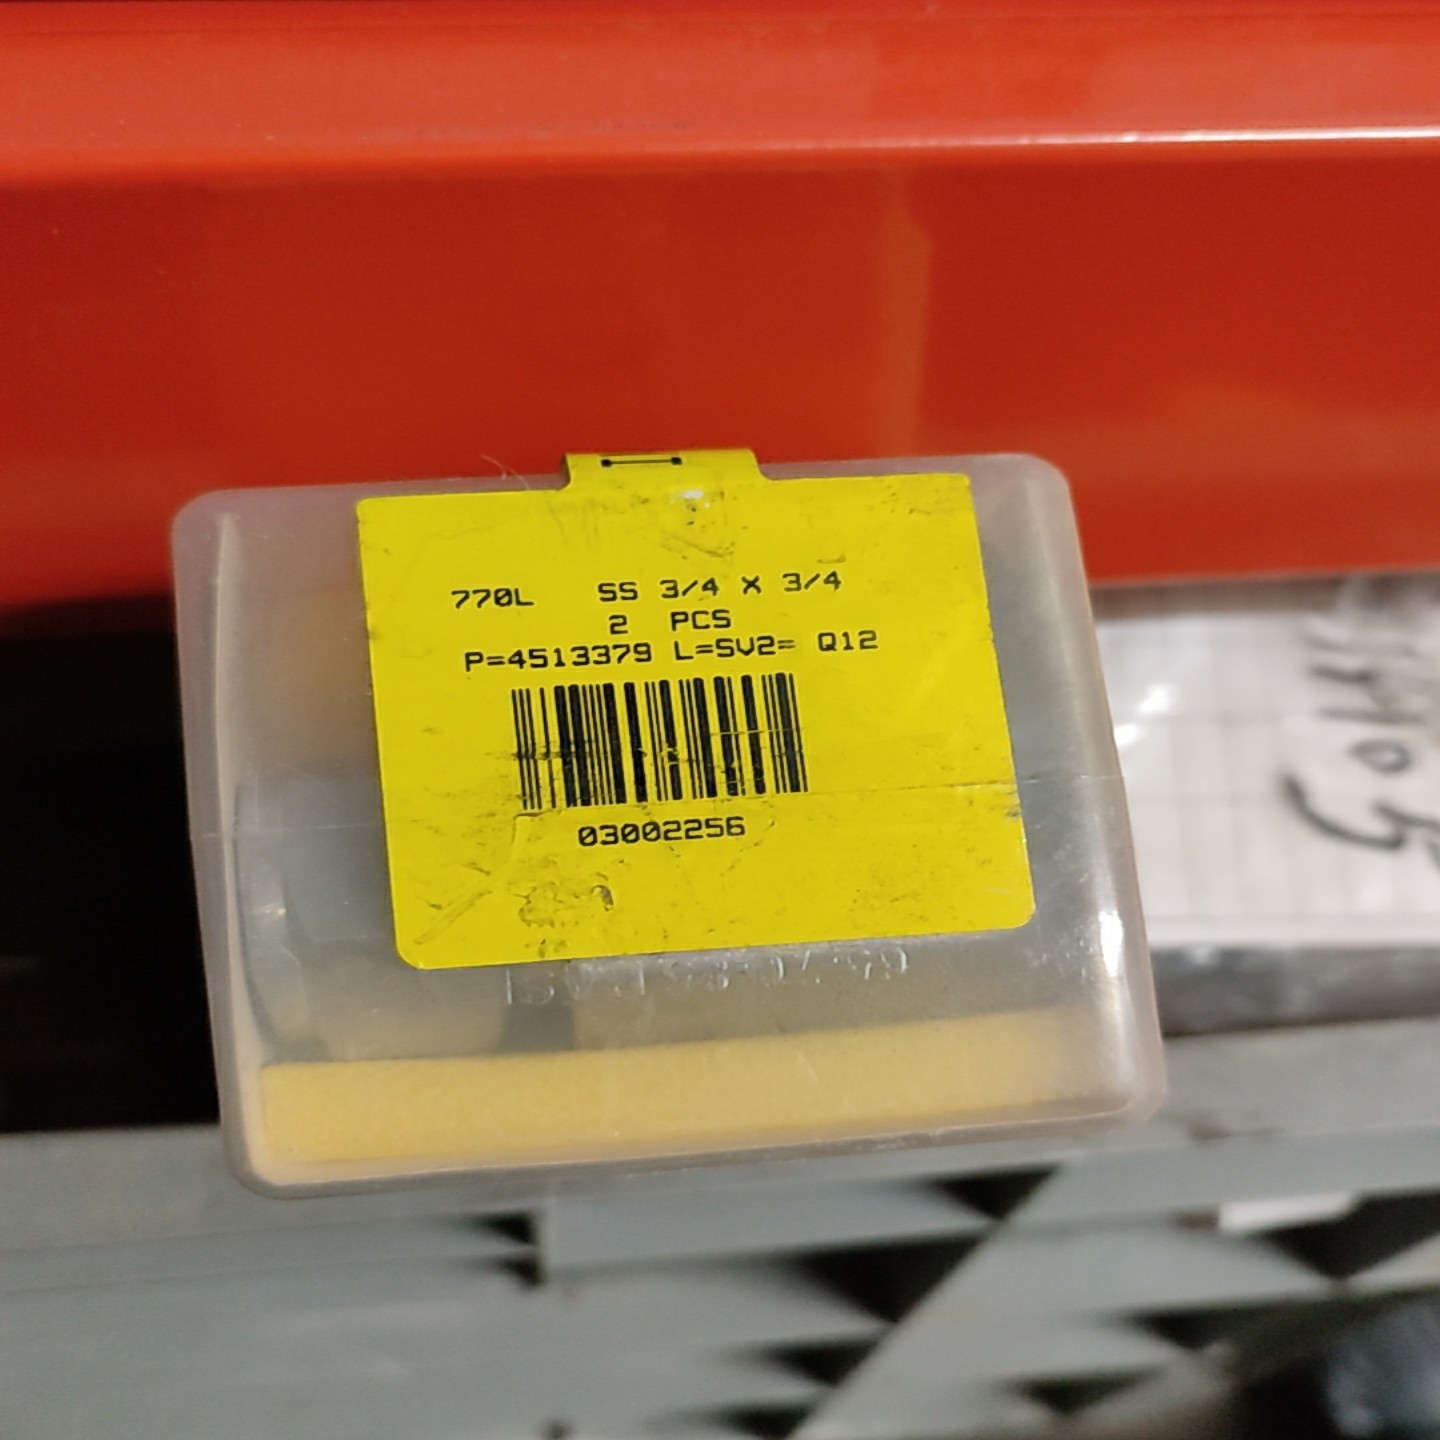 770L SS 3/4 X 3/4
2 PCS
P=4513379 L=SV2= Q12
03002256